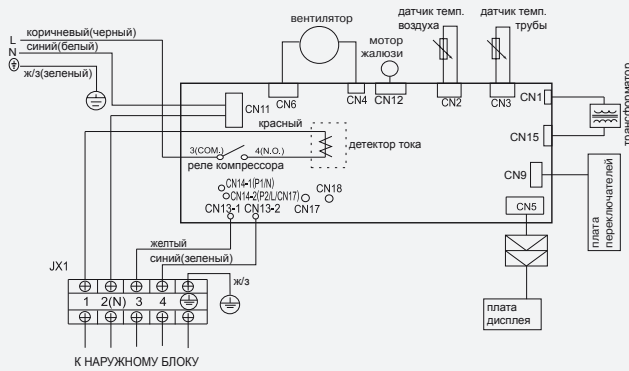 вентилятор
датчик темп. воздуха
датчик темп. трубы
мотор жалюзи
L
коричневый(черный)
N
синий(белый)
ж/з(зеленый)
CN11
CN6
CN4
CN12
CN2
CN3
CN1
трансформатор
CN15
красный
детектор тока
3(COM.)
4(N.O.)
реле компрессора
CN9
CN14-1(P1/N)
CN14-2(P2/L/CN17)
CN18
CN17
CN13-1
CN13-2
CN5
плата переключателей
желтый
синий(зеленый)
JX1
ж/з
1 2(N) 3 4
плата дисплея
К НАРУЖНОМУ БЛОКУ